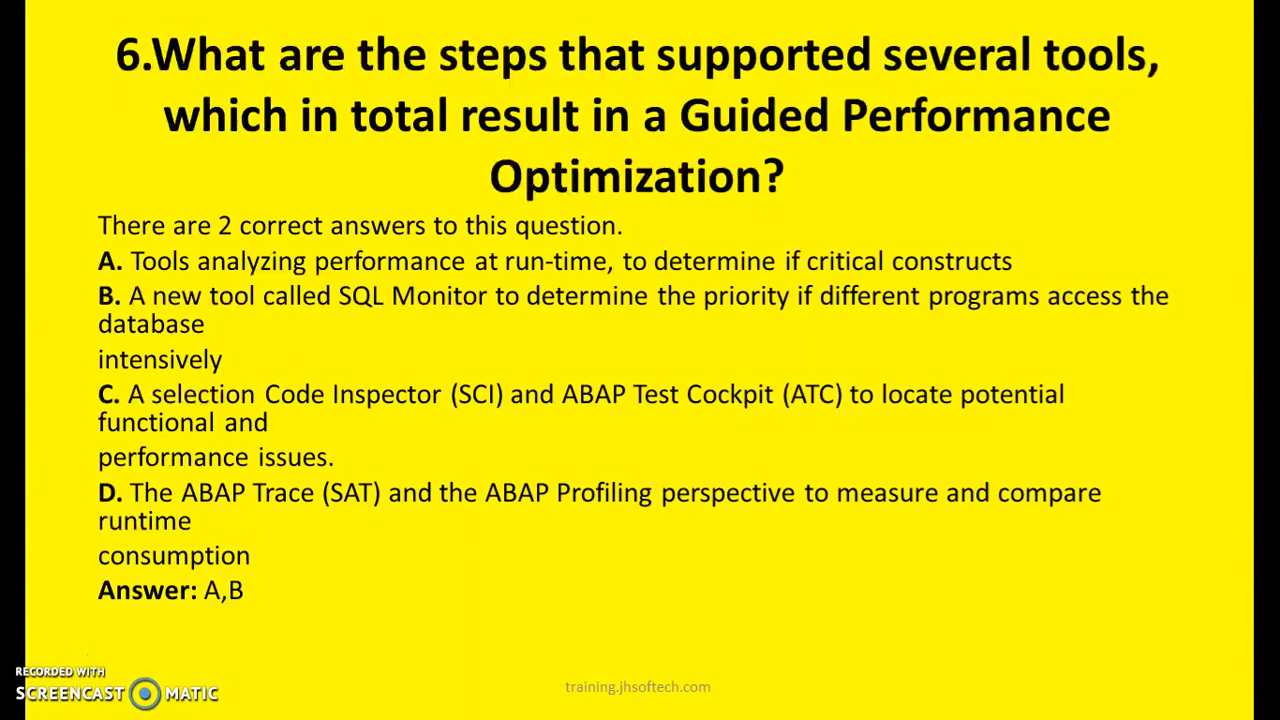 6.What are the steps that supported several tools,
which in total result in a Guided Performance
Optimization?
There are 2 correct answers to this question.
A. Tools analyzing performance at run-time, to determine if critical constructs
B. A new tool called SQL Monitor to determine the priority if different programs access the
database
intensively
C. A selection Code Inspector (SCI) and ABAP Test Cockpit (ATC) to locate potential
functional and
performance issues.
D. The ABAP Trace (SAT) and the ABAP Profiling perspective to measure and compare
runtime
consumption
Answer: A,B
RECORDED WITH
SCREENCAST MATIC
training.jhsoftech.com